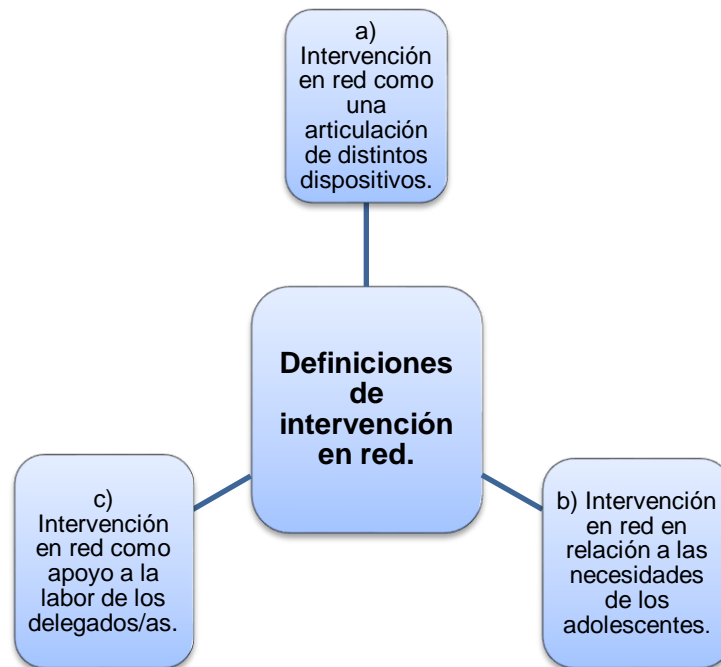 a)
Intervención
en red como
una
articulación
de distintos
dispositivos.
Definiciones
de
intervención
en red.
c)
Intervención
en red como
apoyo a la
labor de los
delegados/as.
b) Intervención
en red en
relación a las
necesidades
de los
adolescentes.